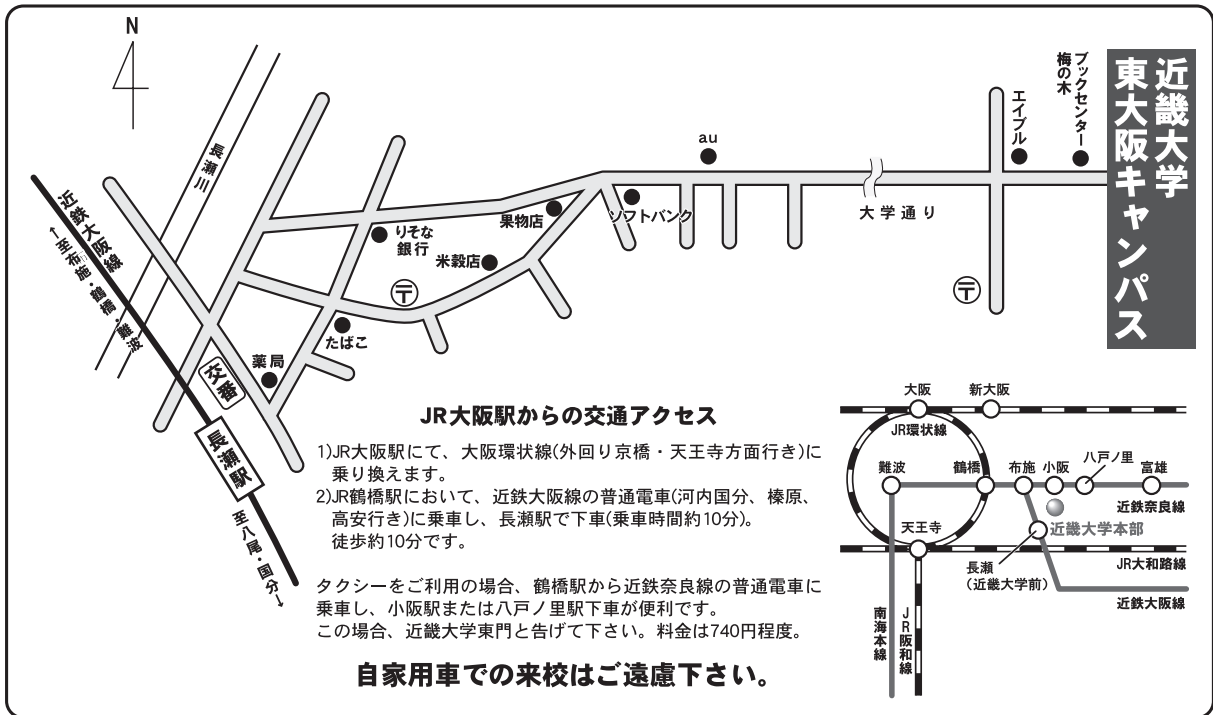 N
近畿大学
東大阪キャンパス
ブックセンター
梅の木
エイブル
au
大学通り
ソフトバンク
果物店
りそな
銀行
米穀店
〒
〒
たばこ
薬局
交番
長瀬川
近鉄大阪線
←至布施・鶴橋・難波
長瀬駅
至八尾・国分→
JR大阪駅からの交通アクセス
1)JR大阪駅にて、大阪環状線(外回り京橋・天王寺方面行き)に
乗り換えます。
2)JR鶴橋駅において、近鉄大阪線の普通電車(河内国分、榛原、
高安行き)に乗車し、長瀬駅で下車(乗車時間約10分)。
徒歩約10分です。
タクシーをご利用の場合、鶴橋駅から近鉄奈良線の普通電車に
乗車し、小阪駅または八戸ノ里駅下車が便利です。
この場合、近畿大学東門と告げて下さい。料金は740円程度。
自家用車での来校はご遠慮下さい。
大阪
新大阪
JR環状線
難波
鶴橋
布施
小阪
八戸ノ里
富雄
近鉄奈良線
近畿大学本部
天王寺
長瀬
(近畿大学前)
JR大和路線
近鉄大阪線
南海本線
JR阪和線